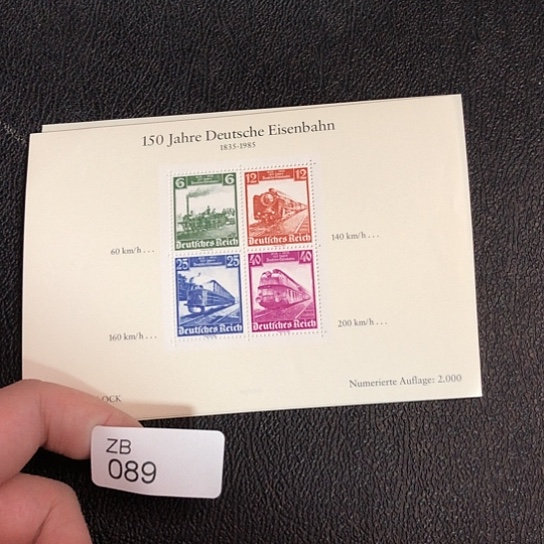 150 Jahre Deutsche Eisenbahn
1835-1985
6 6
Deutsches Reich
12 12
Deutsches Reich
60 km/h...
140 km/h...
25 25
Deutsches Reich
40 40
Deutsches Reich
160 km/h...
200 km/h...
OCK
Numerierte Auflage: 2.000
ZB
089